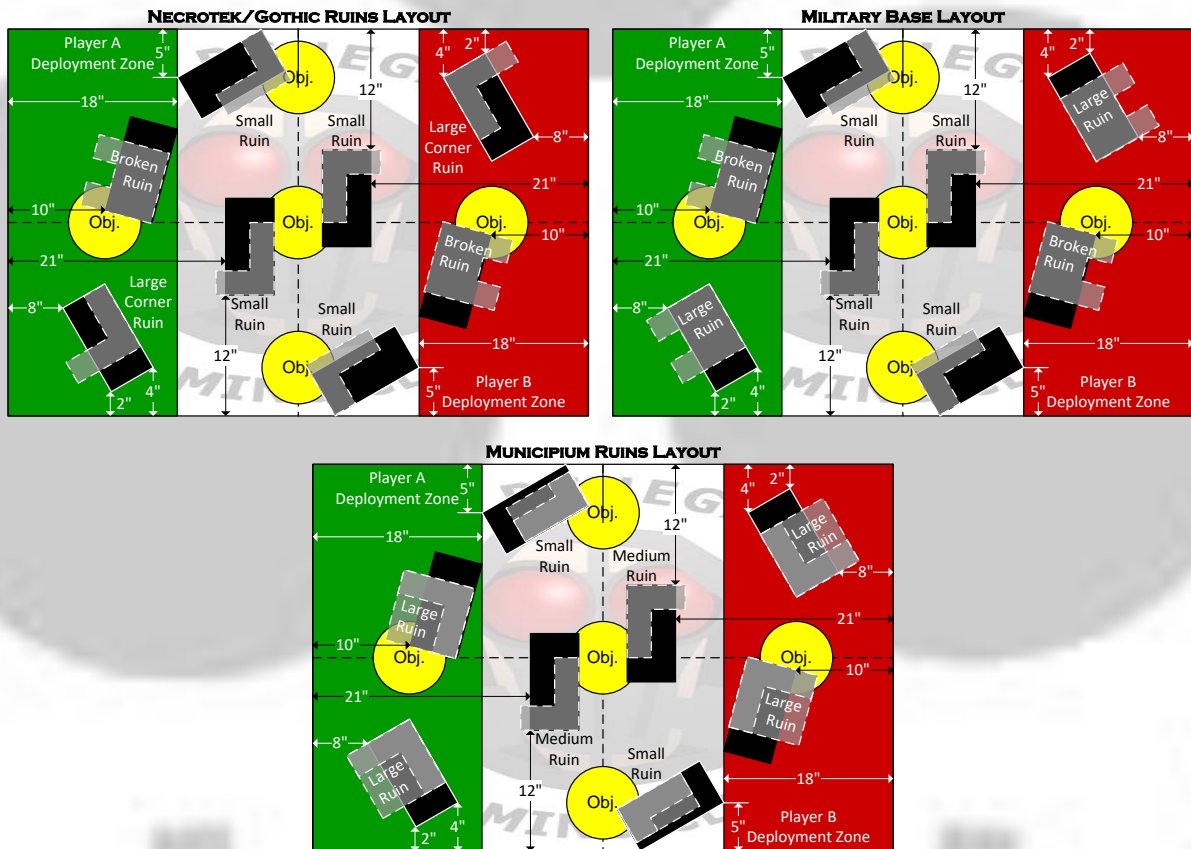 NECROTEK/GOTHIC RUINS LAYOUT
Player A
Deployment Zone
5"
18"
Broken
Ruin
Obj.
10"
21"
8"
Large
Corner
Ruin
4"
2"
Obj.
Small
Ruin
12"
Small
Ruin
Obj.
Small
Ruin
12"
Small
Ruin
Obj.
4"
2"
Large
Corner
Ruin
8"
21"
Obj.
10"
Broken
Ruin
18"
5"
Player B
Deployment Zone
MILITARY BASE LAYOUT
Player A
Deployment Zone
5"
18"
Broken
Ruin
Obj.
10"
21"
8"
Large
Ruin
4"
2"
Obj.
Small
Ruin
12"
Small
Ruin
Obj.
Small
Ruin
12"
Small
Ruin
Obj.
4"
2"
Large
Ruin
8"
21"
Obj.
10"
Broken
Ruin
18"
5"
Player B
Deployment Zone
MUNICIPIUM RUINS LAYOUT
Player A
Deployment Zone
5"
18"
Large
Ruin
Obj.
10"
21"
8"
Large
Ruin
4"
2"
Obj.
Small
Ruin
12"
Medium
Ruin
Obj.
Medium
Ruin
12"
Small
Ruin
Obj.
4"
2"
Large
Ruin
8"
21"
Obj.
10"
Large
Ruin
18"
5"
Player B
Deployment Zone